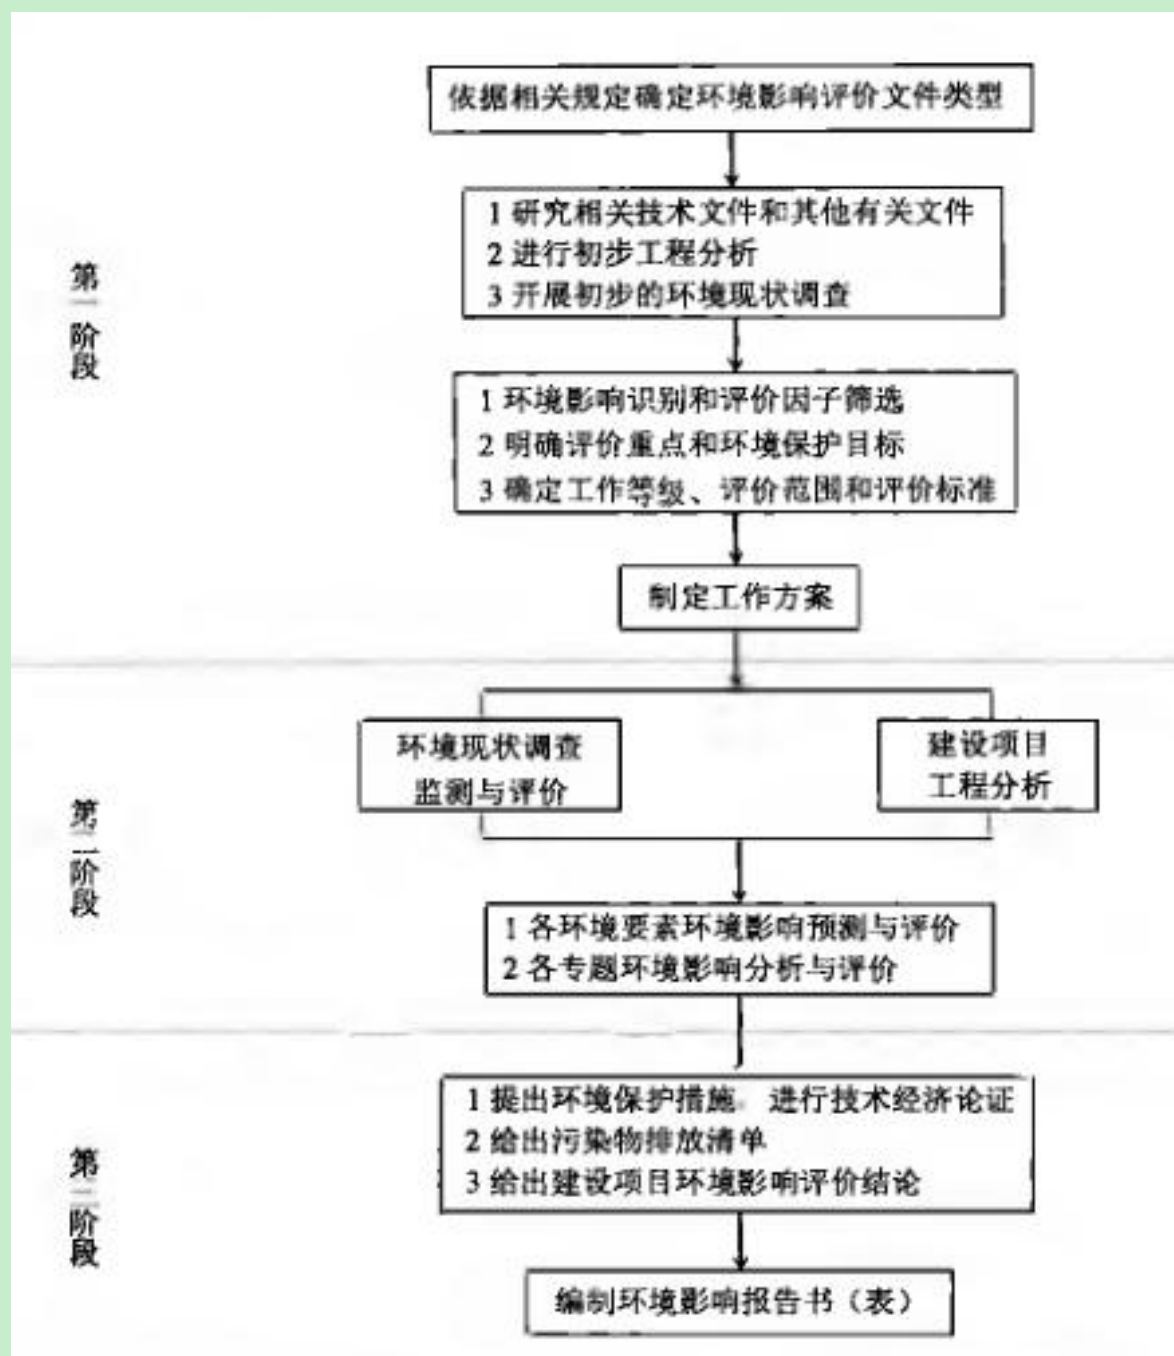 依据相关规定确定环境影响评价文件类型
1 研究相关技术文件和其他有关文件
2 进行初步工程分析
3 开展初步的环境现状调查
第一阶段
1 环境影响识别和评价因子筛选
2 明确评价重点和环境保护目标
3 确定工作等级、评价范围和评价标准
制定工作方案
环境现状调查
监测与评价
建设项目
工程分析
第二阶段
1 各环境要素环境影响预测与评价
2 各专题环境影响分析与评价
1 提出环境保护措施，进行技术经济论证
2 给出污染物排放清单
3 给出建设项目环境影响评价结论
第三阶段
编制环境影响报告书（表）